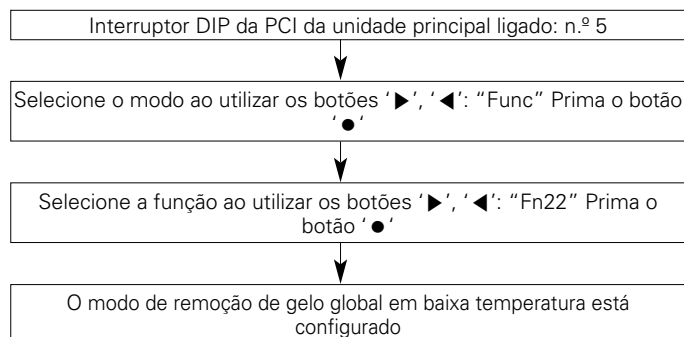 Interruptor DIP da PCI da unidade principal ligado: n.º 5
Selecione o modo ao utilizar os botões ‘▶’, ‘◀’: “Func” Prima o botão
‘ ● ‘
Selecione a função ao utilizar os botões ‘▶’, ‘◀’: “Fn22” Prima o
botão ‘ ● ‘
O modo de remoção de gelo global em baixa temperatura está
configurado